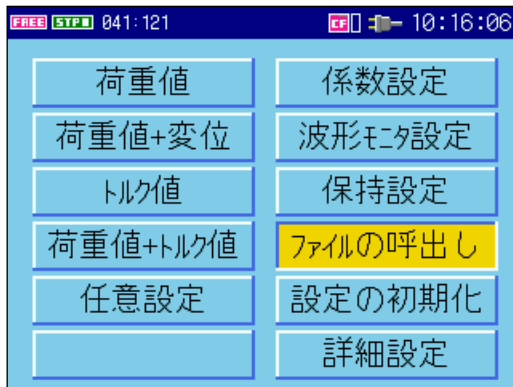 FREE STP 041:121 CF 10:16:06
荷重値 係数設定
荷重値+変位 波形ﾓﾆﾀ設定
ﾄﾙｸ値 保持設定
荷重値+ﾄﾙｸ値 ﾌｧｲﾙの呼出し
任意設定 設定の初期化
詳細設定